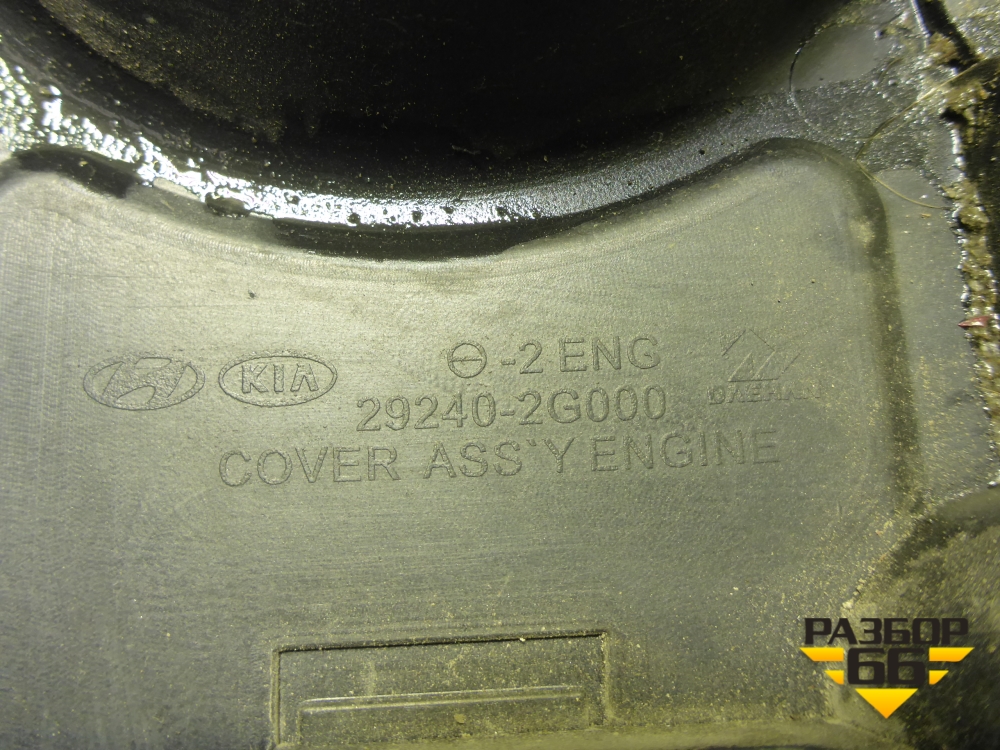 KIA
Ѳ-2 ENG
29240-2G000
COVER ASS`Y ENGINE
РАЗБОР
66